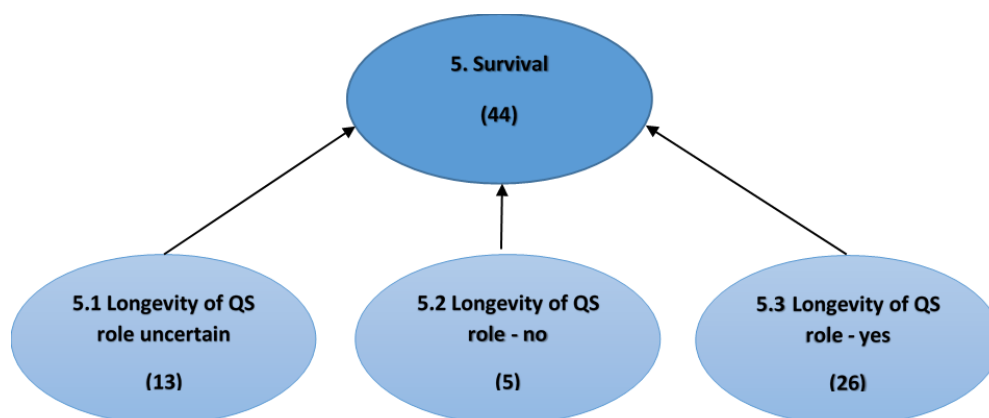 5. Survival
(44)
5.1 Longevity of QS
role uncertain
(13)
5.2 Longevity of QS
role - no
(5)
5.3 Longevity of QS
role - yes
(26)